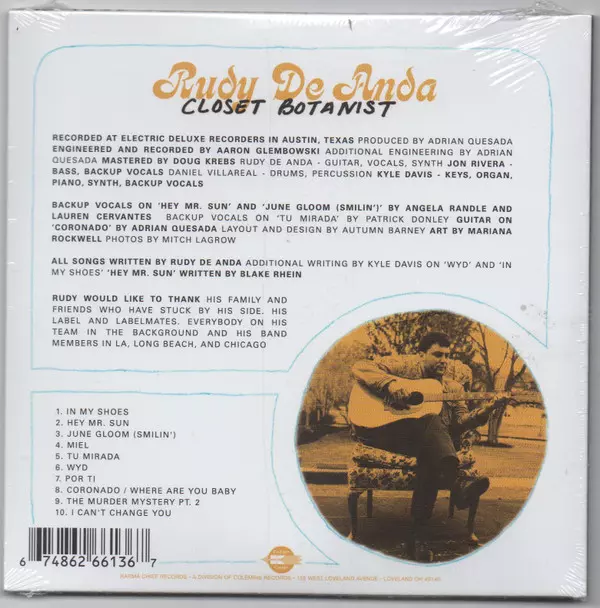 Rudy De Anda
CLOSET BOTANIST
RECORDED AT ELECTRIC DELUXE RECORDERS IN AUSTIN, TEXAS PRODUCED BY ADRIAN QUESADA
ENGINEERED AND RECORDED BY AARON GLEMBOWSKI ADDITIONAL ENGINEERING BY ADRIAN
QUESADA MASTERED BY DOUG KREBS RUDY DE ANDA - GUITAR, VOCALS, SYNTH JON RIVERA -
BASS, BACKUP VOCALS DANIEL VILLAREAL - DRUMS, PERCUSSION KYLE DAVIS - KEYS, ORGAN,
PIANO, SYNTH, BACKUP VOCALS
BACKUP VOCALS ON 'HEY MR. SUN' AND 'JUNE GLOOM (SMILIN')' BY ANGELA RANDLE AND
LAUREN CERVANTES BACKUP VOCALS ON 'TU MIRADA' BY PATRICK DONLEY GUITAR ON
'CORONADO' BY ADRIAN QUESADA LAYOUT AND DESIGN BY AUTUMN BARNEY ART BY MARIANA
ROCKWELL PHOTOS BY MITCH LAGROW
ALL SONGS WRITTEN BY RUDY DE ANDA ADDITIONAL WRITING BY KYLE DAVIS ON 'WYD' AND 'IN
MY SHOES' 'HEY MR. SUN' WRITTEN BY BLAKE RHEIN
RUDY WOULD LIKE TO THANK HIS FAMILY AND
FRIENDS WHO HAVE STUCK BY HIS SIDE. HIS
LABEL AND LABELMATES. EVERYBODY ON HIS
TEAM IN THE BACKGROUND AND HIS BAND
MEMBERS IN LA, LONG BEACH, AND CHICAGO
1. IN MY SHOES
2. HEY MR. SUN
3. JUNE GLOOM (SMILIN')
4. MIEL
5. TU MIRADA
6. WYD
7. POR TI
8. CORONADO / WHERE ARE YOU BABY
9. THE MURDER MYSTERY PT. 2
10. I CAN'T CHANGE YOU
6 74862 66136 7
KARMA CHIEF RECORDS - A DIVISION OF COLEMINE RECORDS - WEST LOVELAND AVENUE - LOVELAND OH